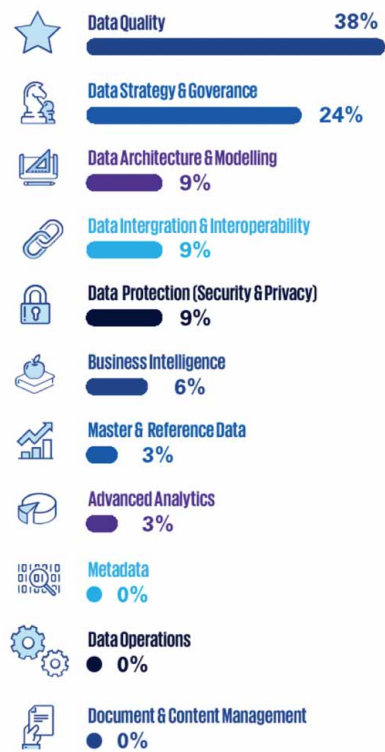 Data Quality
38%
Data Strategy & Goverance
24%
Data Architecture & Modelling
9%
Data Intergration & Interoperability
9%
Data Protection (Security & Privacy)
9%
Business Intelligence
6%
Master & Reference Data
3%
Advanced Analytics
3%
Metadata
0%
Data Operations
0%
Document & Content Management
0%